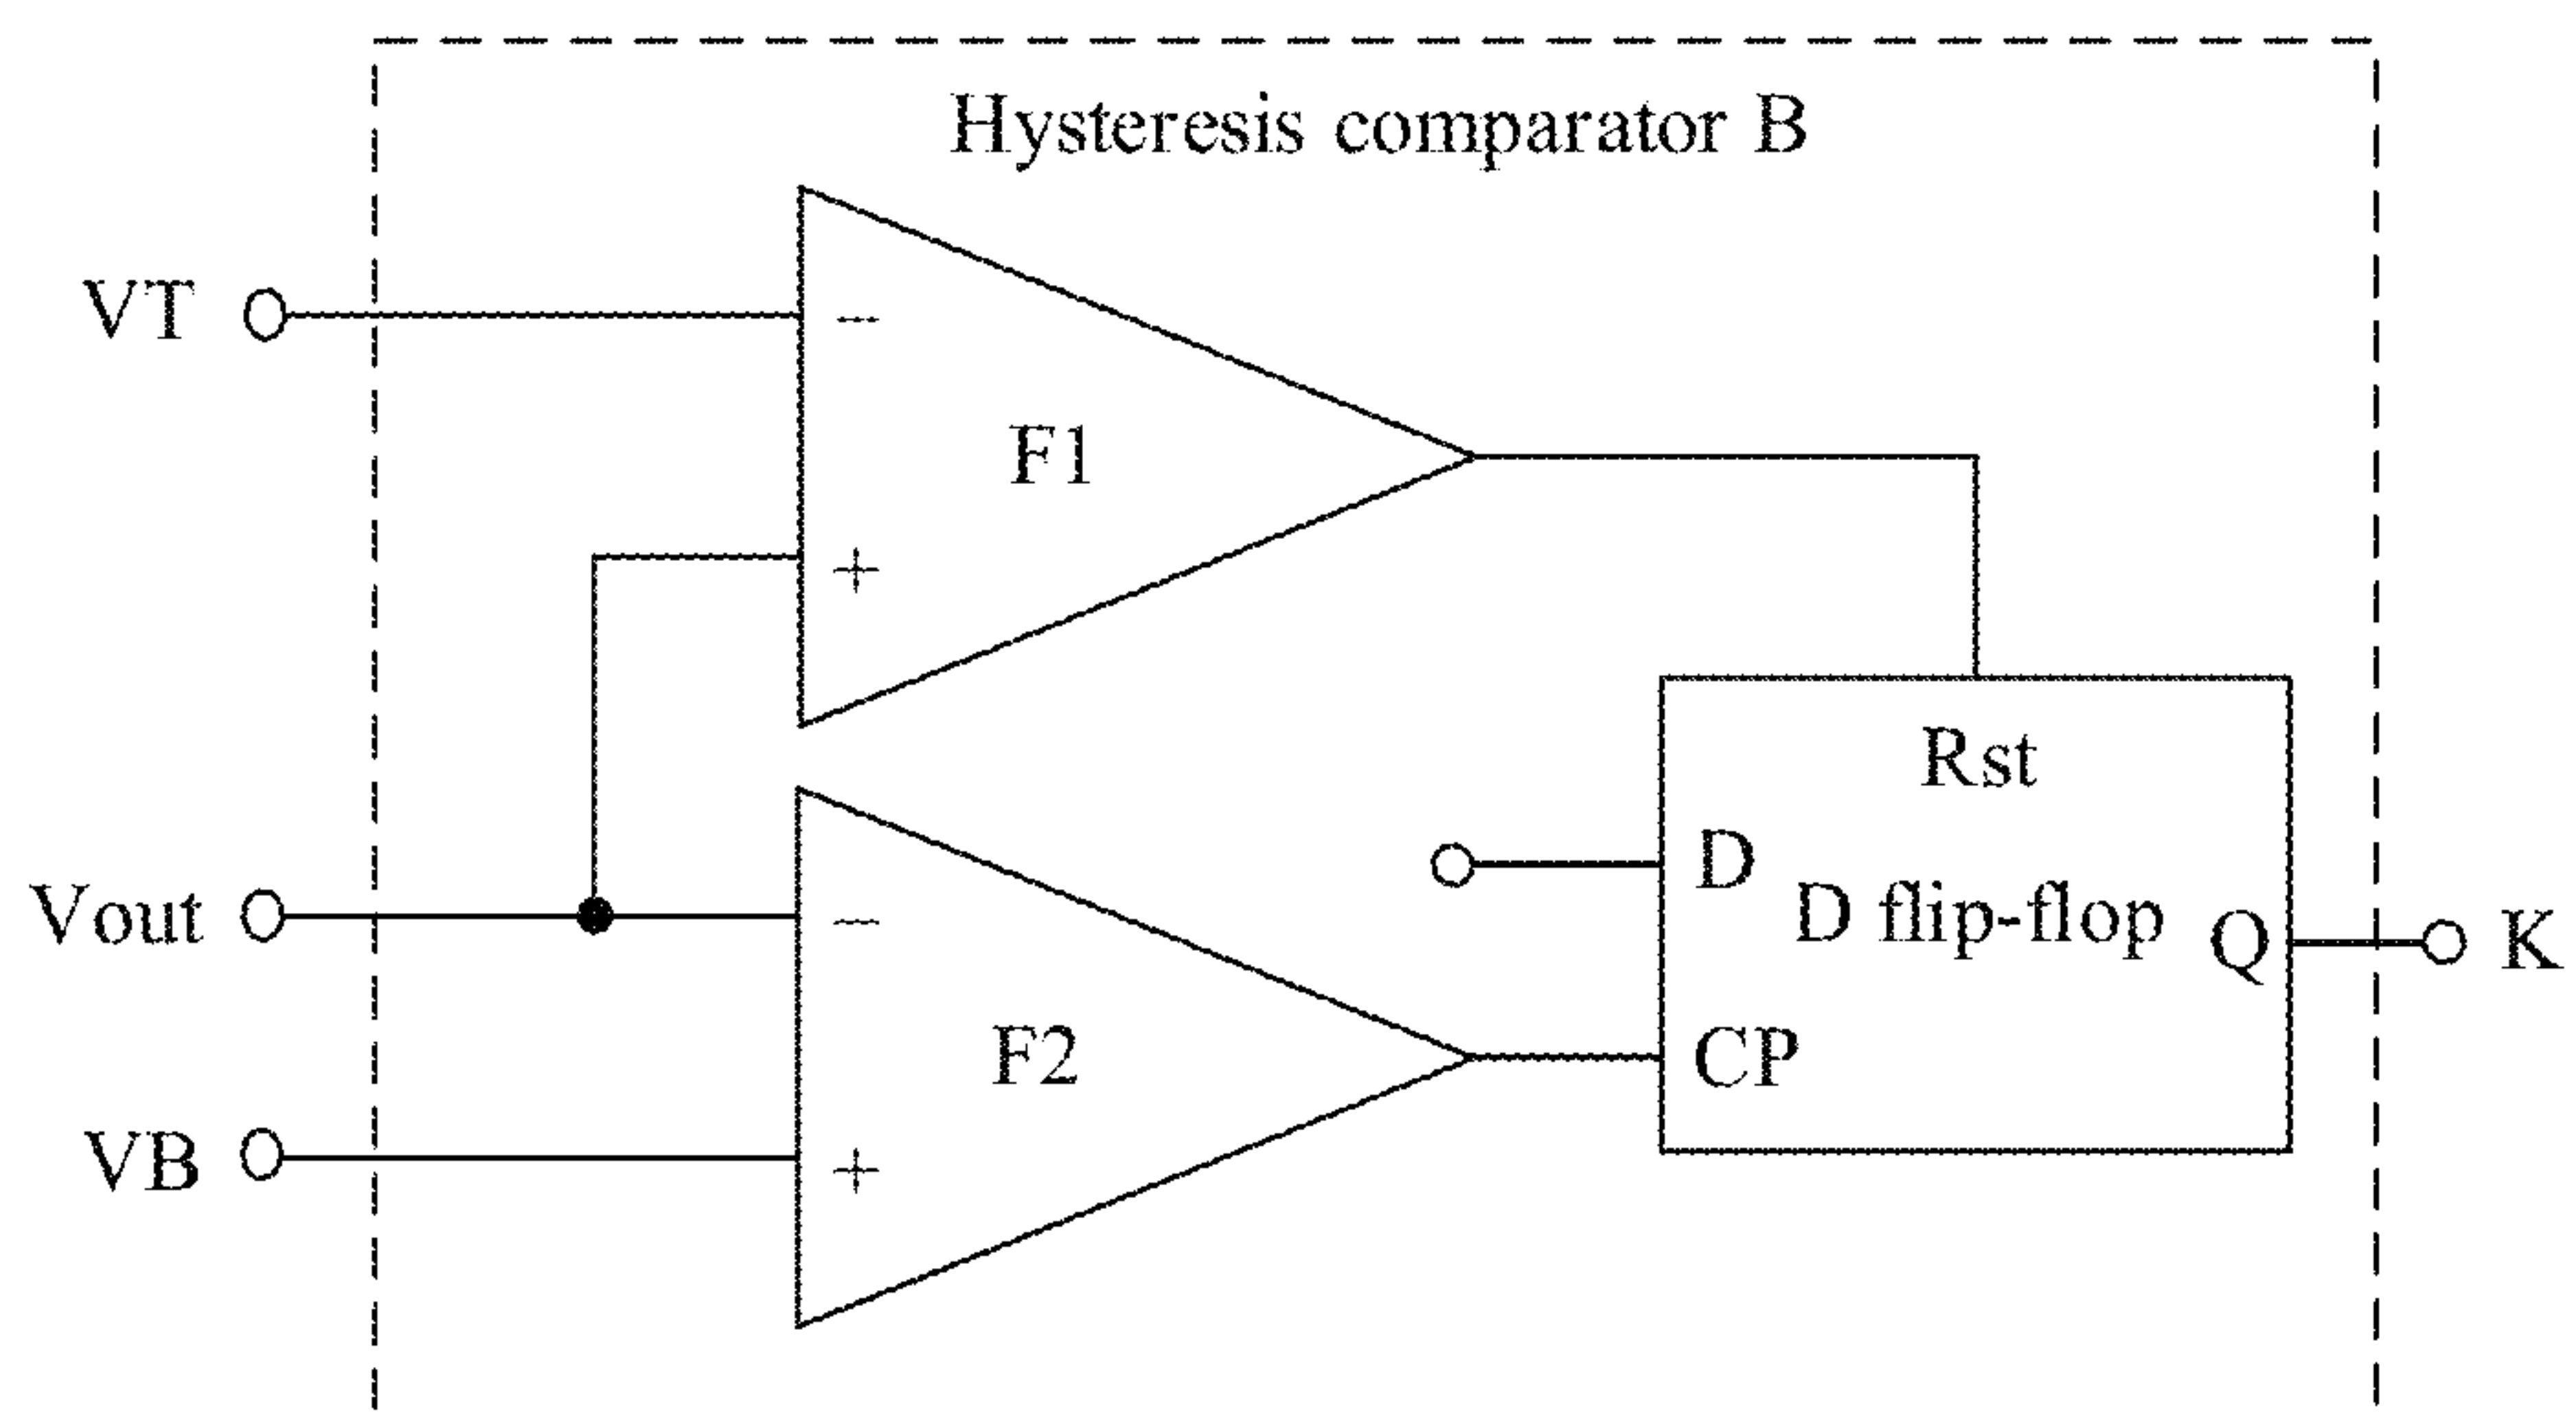 Hysteresis comparator B
VT
−
F1
+
Rst
D
D flip-flop
Vout
−
Q
K
F2
CP
VB
+